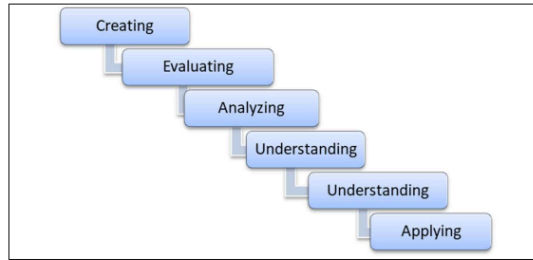 Creating
Evaluating
Analyzing
Understanding
Understanding
Applying